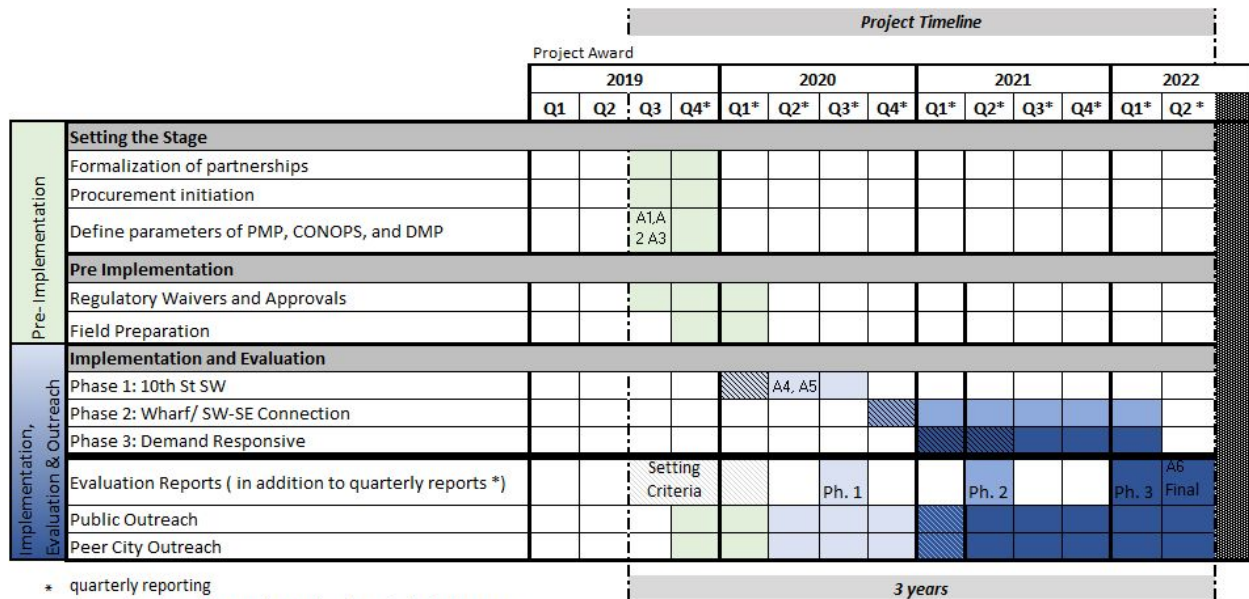 Project Timeline
Project Award
2019 2020 2021 2022
Q1 Q2 Q3 Q4* Q1* Q2* Q3* Q4* Q1* Q2* Q3* Q4* Q1* Q2 *
Pre- Implementation
Setting the Stage
Formalization of partnerships
Procurement initiation
Define parameters of PMP, CONOPS, and DMP
A1,A
2 A3
Pre Implementation
Regulatory Waivers and Approvals
Field Preparation
Implementation,
Evaluation & Outreach
Implementation and Evaluation
Phase 1: 10th St SW A4, A5
Phase 2: Wharf/ SW-SE Connection
Phase 3: Demand Responsive
Evaluation Reports ( in addition to quarterly reports *)
Setting
Criteria
Ph. 1
Ph. 2
Ph. 3
A6
Final
Public Outreach
Peer City Outreach
* quarterly reporting
3 years